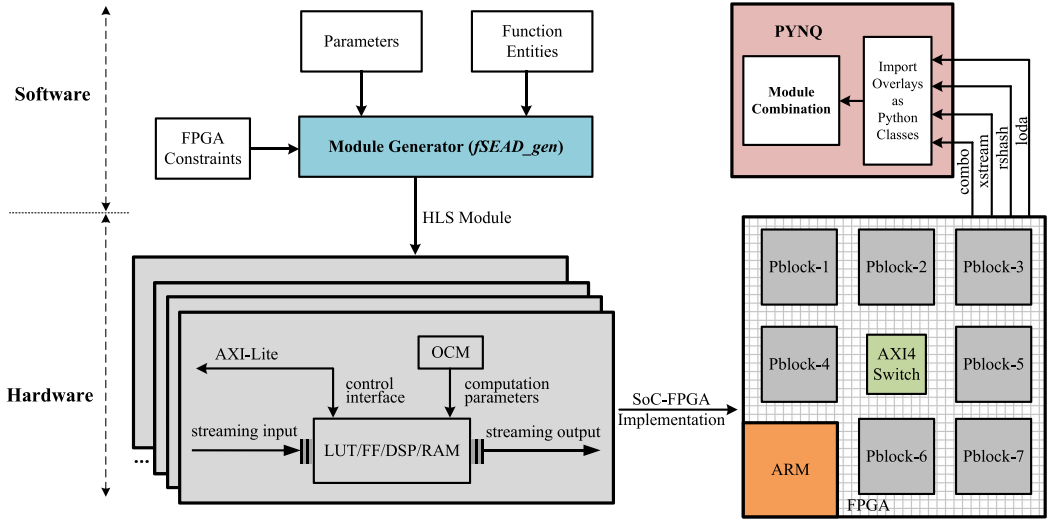 Software
Hardware
Parameters
Function
Entities
FPGA
Constraints
Module Generator (fSEAD_gen)
HLS Module
AXI-Lite
OCM
control
interface
computation
parameters
streaming input
LUT/FF/DSP/RAM
streaming output
...
SoC-FPGA
Implementation
PYNQ
Module
Combination
Import
Overlays
as
Python
Classes
combo
xstream
rshash
loda
Pblock-1
Pblock-2
Pblock-3
Pblock-4
AXI4
Switch
Pblock-5
ARM
Pblock-6
Pblock-7
FPGA